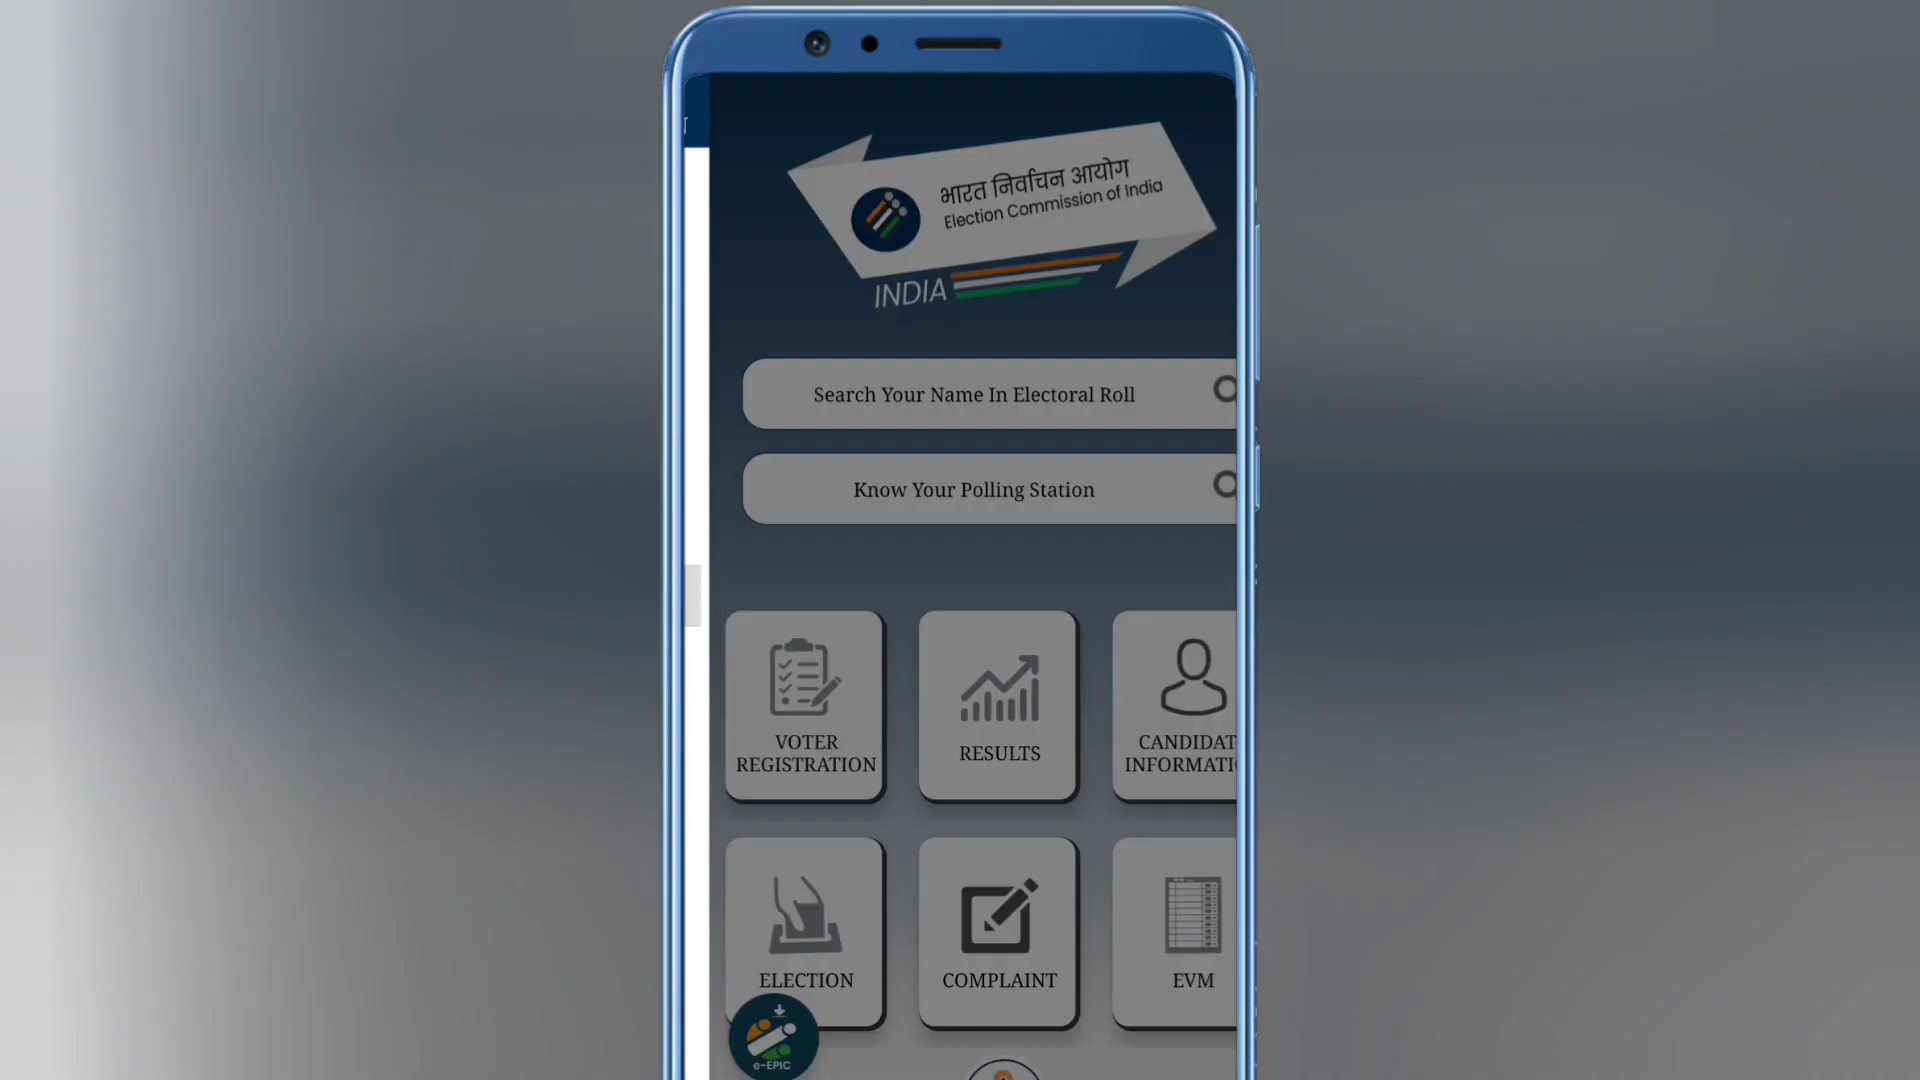 भारत निर्वाचन आयोग
Election Commission of India
INDIA
Search Your Name In Electoral Roll
Know Your Polling Station
VOTER
REGISTRATION
RESULTS
CANDIDAT
INFORMATI
ELECTION
COMPLAINT
EVM
e-EPIC